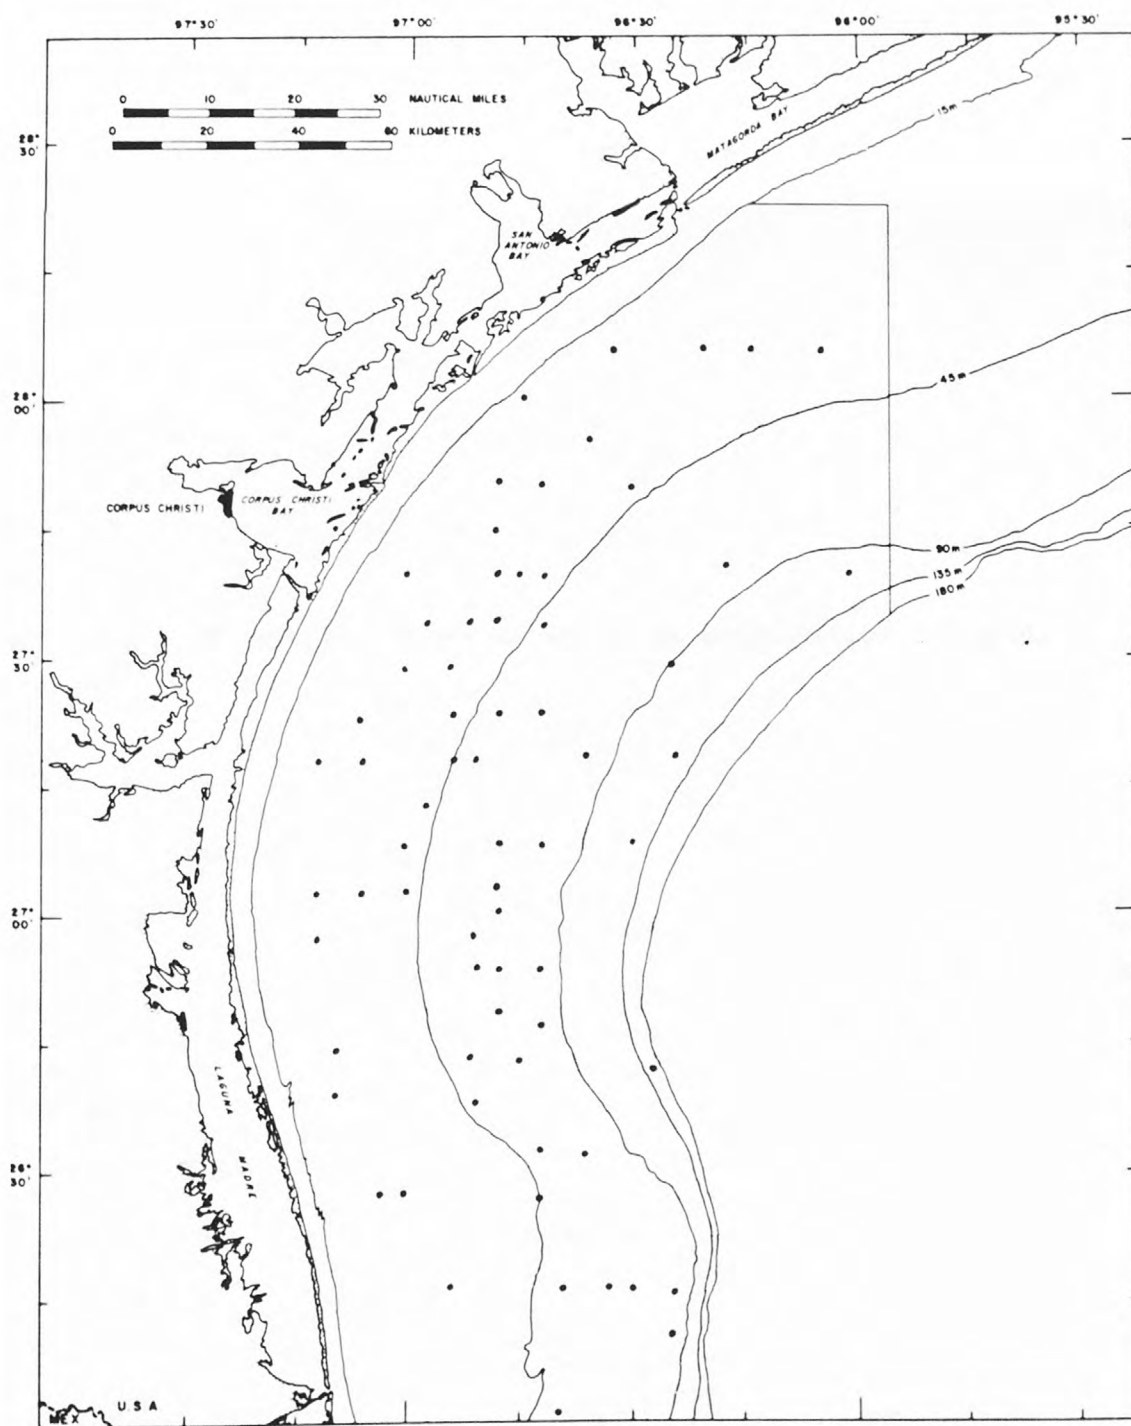 97°30'
97°00'
96°30'
96°00'
95°30'
0 10 20 30 NAUTICAL MILES
0 20 40 60 KILOMETERS
28°
30'
MATAGORDA BAY
15m
SAN
ANTONIO
BAY
45m
28°
00'
CORPUS CHRISTI
CORPUS CHRISTI
BAY
90m
135m
180m
27°
30'
27°
00'
LAGUNA
MADRE
26°
30'
U.S.A
MEX